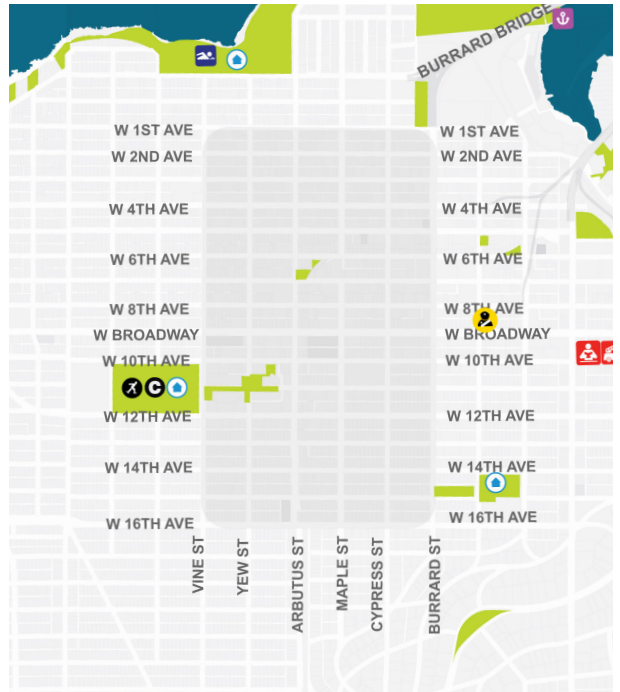 BURRARD BRIDGE
W 1ST AVE W 1ST AVE
W 2ND AVE W 2ND AVE
W 4TH AVE W 4TH AVE
W 6TH AVE W 6TH AVE
W 8TH AVE W 8TH AVE
W BROADWAY W BROADWAY
W 10TH AVE W 10TH AVE
C
W 12TH AVE W 12TH AVE
W 14TH AVE W 14TH AVE
W 16TH AVE W 16TH AVE
VINE ST
YEW ST
ARBUTUS ST
MAPLE ST
CYPRESS ST
BURRARD ST